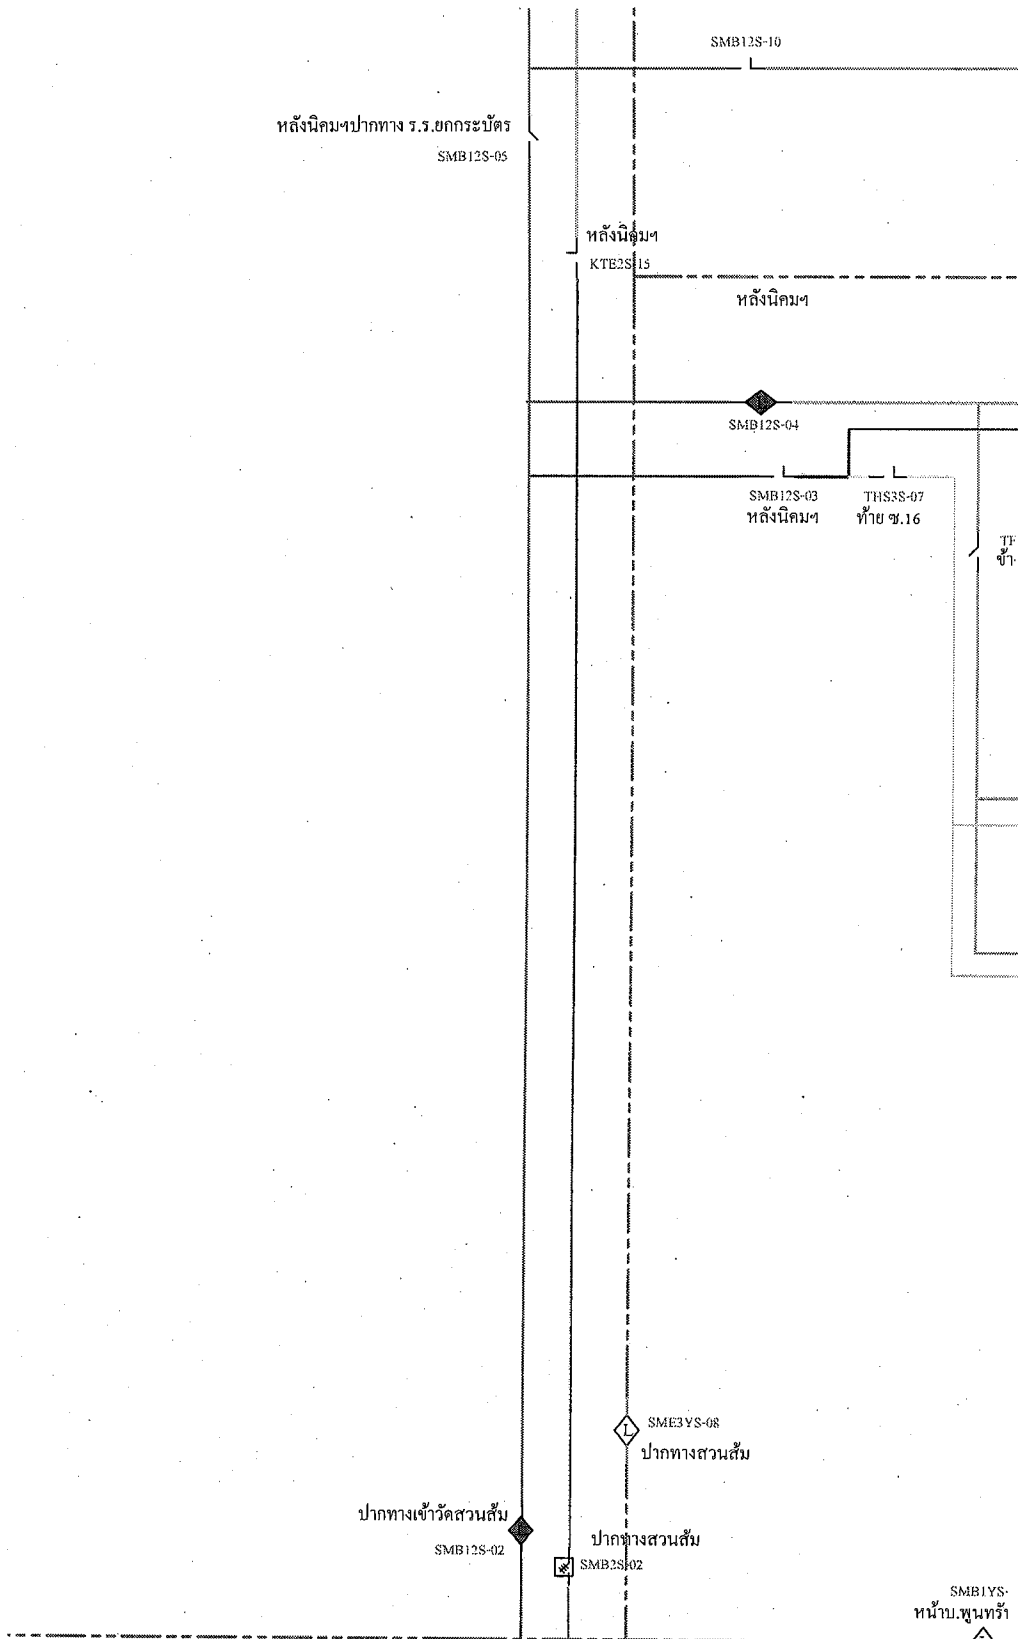 SMB12S-10
หลังนิคมฯปากทาง ร.ร.ยกกระบัตร
SMB12S-05
หลังนิคมฯ
KTE2S-15
หลังนิคมฯ
SMB12S-04
SMB12S-03
หลังนิคมฯ
THS3S-07
ท้าย ซ.16
L
SME3YS-08
ปากทางสวนส้ม
ปากทางเข้าวัดสวนส้ม
SMB12S-02
ปากทางสวนส้ม
SMB2S-02
SMB1YS-
หน้าบ.พูนทรั